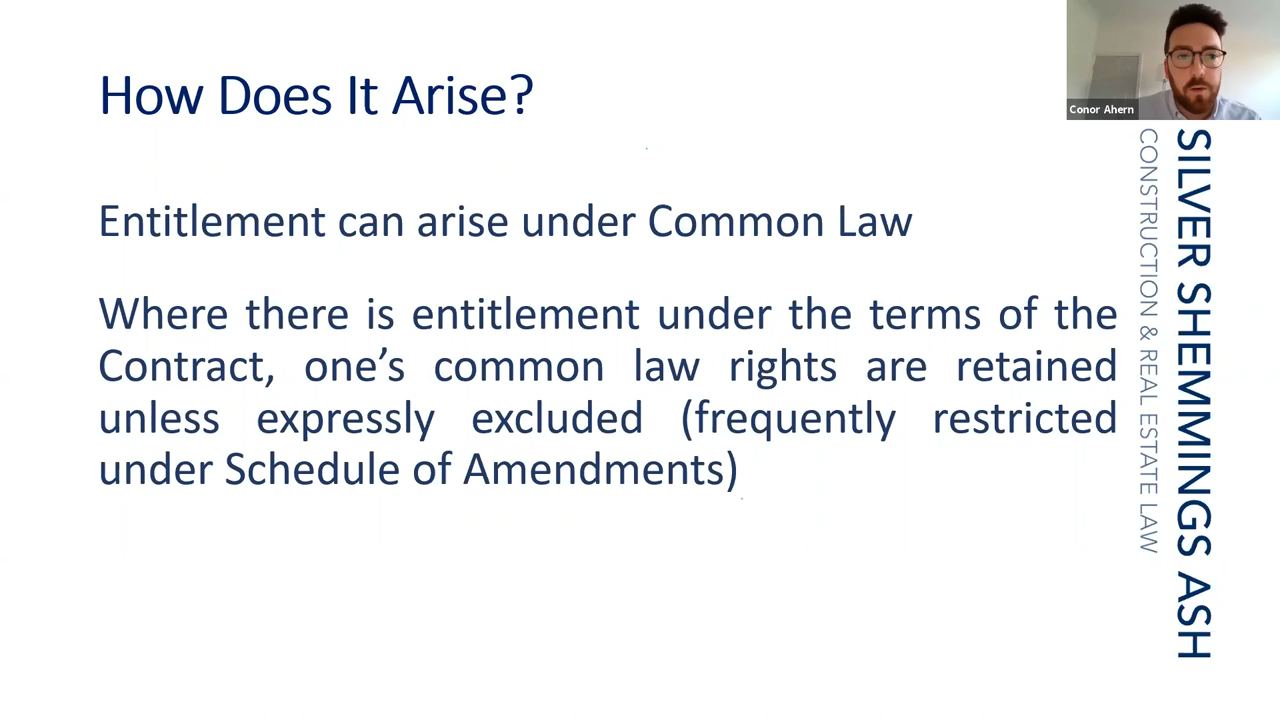 How Does It Arise?
Entitlement can arise under Common Law
Where there is entitlement under the terms of the
Contract, one’s common law rights are retained
unless expressly excluded (frequently restricted
under Schedule of Amendments)
Conor Ahern
SILVER SHEMMINGS ASH
CONSTRUCTION & REAL ESTATE LAW